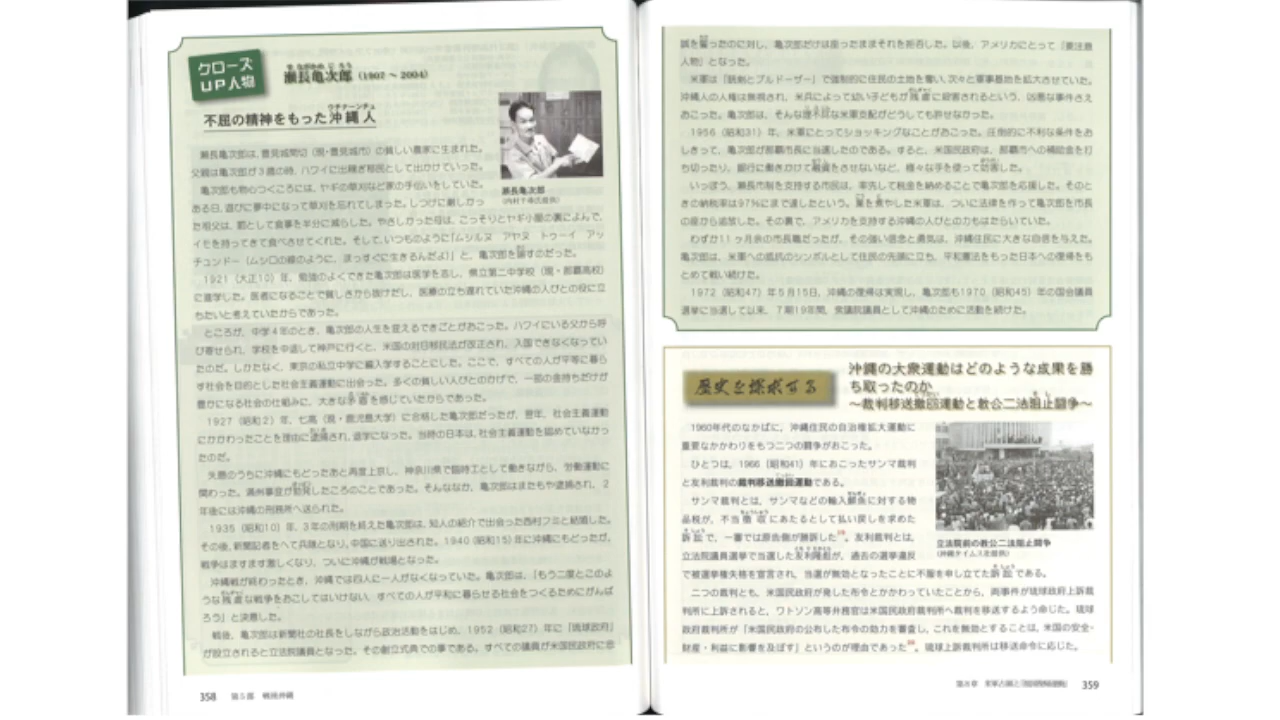 クローズ
UP人物
瀬長亀次郎（1907～2004）
せながかめじろう
不屈の精神をもった沖縄人
ウチナーンチュ
瀬長亀次郎は、豊見城間切（現・豊見城市）の貧しい農家に生まれた。
父親は亀次郎が3歳の時、ハワイに出稼ぎ移民として出かけていった。
亀次郎も物心つくころには、ヤギの草刈など家の手伝いをしていた。
ある日、遊びに夢中になって草刈を忘れてしまった。しつけに厳しかっ
た祖父は、罰として食事を半分に減らした。やさしかった母は、こっそりとヤギ小屋の裏によんで、
イモを持ってきて食べさせてくれた。そして、いつものように「ムシルヌ　アヤヌ　トゥーイ　アッ
チュンドー（ムシロの線のように、まっすぐに生きるんだよ）」と、亀次郎を諭すのだった。
1921（大正10）年、勉強のよくできた亀次郎は医学を志し、県立第二中学校（現・那覇高校）
に進学した。医者になることで貧しさから抜けだし、医療の立ち遅れていた沖縄の人びとの役に立
ちたいと考えていたからであった。
ところが、中学4年のとき、亀次郎の人生を変えるできごとがおこった。ハワイにいる父から呼
び寄せられ、学校を中退して神戸に行くと、米国の対日移民法が改正され、入国できなくなってい
たのだ。しかたなく、東京の私立中学に編入学することにした。ここで、すべての人が平等に暮ら
す社会を目的とした社会主義運動に出会った。多くの貧しい人びとのかげで、一部の金持ちだけが
豊かになる社会の仕組みに、大きな矛盾を感じていたからであった。
1927（昭和2）年、七高（現・鹿児島大学）に合格した亀次郎だったが、翌年、社会主義運動
にかかわったことを理由に逮捕され、退学になった。当時の日本は、社会主義運動を認めていなかっ
たのだ。
失意のうちに沖縄にもどったあと再度上京し、神奈川県で臨時工として働きながら、労働運動に
関わった。満州事変が勃発したころのことであった。そんななか、亀次郎はまたもや逮捕され、2
年後には沖縄の刑務所へ送られた。
1935（昭和10）年、3年の刑期を終えた亀次郎は、知人の紹介で出会った西村フミと結婚した。
その後、新聞記者をへて兵隊となり、中国に送り出された。1940（昭和15）年に沖縄にもどったが、
戦争はますます激しくなり、ついに沖縄が戦場となった。
沖縄戦が終わったとき、沖縄では四人に一人がなくなっていた。亀次郎は、「もう二度とこのよ
うな残虐な戦争をおこしてはいけない、すべての人が平和に暮らせる社会をつくるためにがんば
ろう」と決意した。
戦後、亀次郎は新聞社の社長をしながら政治活動をはじめ、1952（昭和27）年に「琉球政府」
が設立されると立法院議員となった。その創立式典での事である。すべての議員が米国民政府に忠
瀬長亀次郎
（内村千尋氏提供）
358　第5部　戦後沖縄
誠を誓ったのに対し、亀次郎だけは座ったままそれを拒否した。以後、アメリカにとって「要注意
人物」となった。
米軍は「銃剣とブルドーザー」で強制的に住民の土地を奪い、次々と軍事基地を拡大させていた。
沖縄人の人権は無視され、米兵によって幼い子どもが残虐に殺害されるという、凶悪な事件さえ
おこった。亀次郎は、そんな理不尽な米軍支配がどうしても許せなかった。
1956（昭和31）年、米軍にとってショッキングなことがおこった。圧倒的に不利な条件をお
しきって、亀次郎が那覇市長に当選したのである。すると、米国民政府は、那覇市への補助金を打
ち切ったり、銀行に働きかけて融資をさせないなど、様々な手を使って妨害した。
いっぽう、瀬長市制を支持する市民は、率先して税金を納めることで亀次郎を応援した。そのと
きの納税率は97％にまで達したという。業を煮やした米軍は、ついに法律を作って亀次郎を市長
の座から追放した。その裏で、アメリカを支持する沖縄の人びとの力もはたらいていた。
わずか11ヶ月余の市長職だったが、その強い信念と勇気は、沖縄住民に大きな自信を与えた。
亀次郎は、米軍への抵抗のシンボルとして住民の先頭に立ち、平和憲法をもった日本への復帰をも
とめて戦い続けた。
1972（昭和47）年5月15日、沖縄の復帰は実現し、亀次郎も1970（昭和45）年の国会議員
選挙に当選して以来、7期19年間、衆議院議員として沖縄のために活動を続けた。
歴史を探求する
沖縄の大衆運動はどのような成果を勝
ち取ったのか
～裁判移送撤回運動と教公二法阻止闘争～
1960年代のなかばに、沖縄住民の自治権拡大運動に
重要なかかわりをもつ二つの闘争がおこった。
ひとつは、1966（昭和41）年におこったサンマ裁判
と友利裁判の裁判移送撤回運動である。
サンマ裁判とは、サンマなどの輸入鮮魚に対する物
品税が、不当徴収にあたるとして払い戻しを求めた
訴訟で、一審では原告側が勝訴した。友利裁判とは、
立法院議員選挙で当選した友利隆彪が、過去の選挙違反
で被選挙権失格を宣言され、当選が無効となったことに不服を申し立てた訴訟である。
二つの裁判とも、米国民政府が発した布令とかかわっていたことから、両事件が琉球政府上訴裁
判所に上訴されると、ワトソン高等弁務官は米国民政府裁判所へ裁判を移送するよう命じた。琉球
政府裁判所が「米国民政府の公布した布令の効力を審査し、これを無効とすることは、米国の安全・
財産・利益に影響を及ぼす」というのが理由であった。琉球上訴裁判所は移送命令に応じた。
立法院前の教公二法阻止闘争
（沖縄タイムス社提供）
359